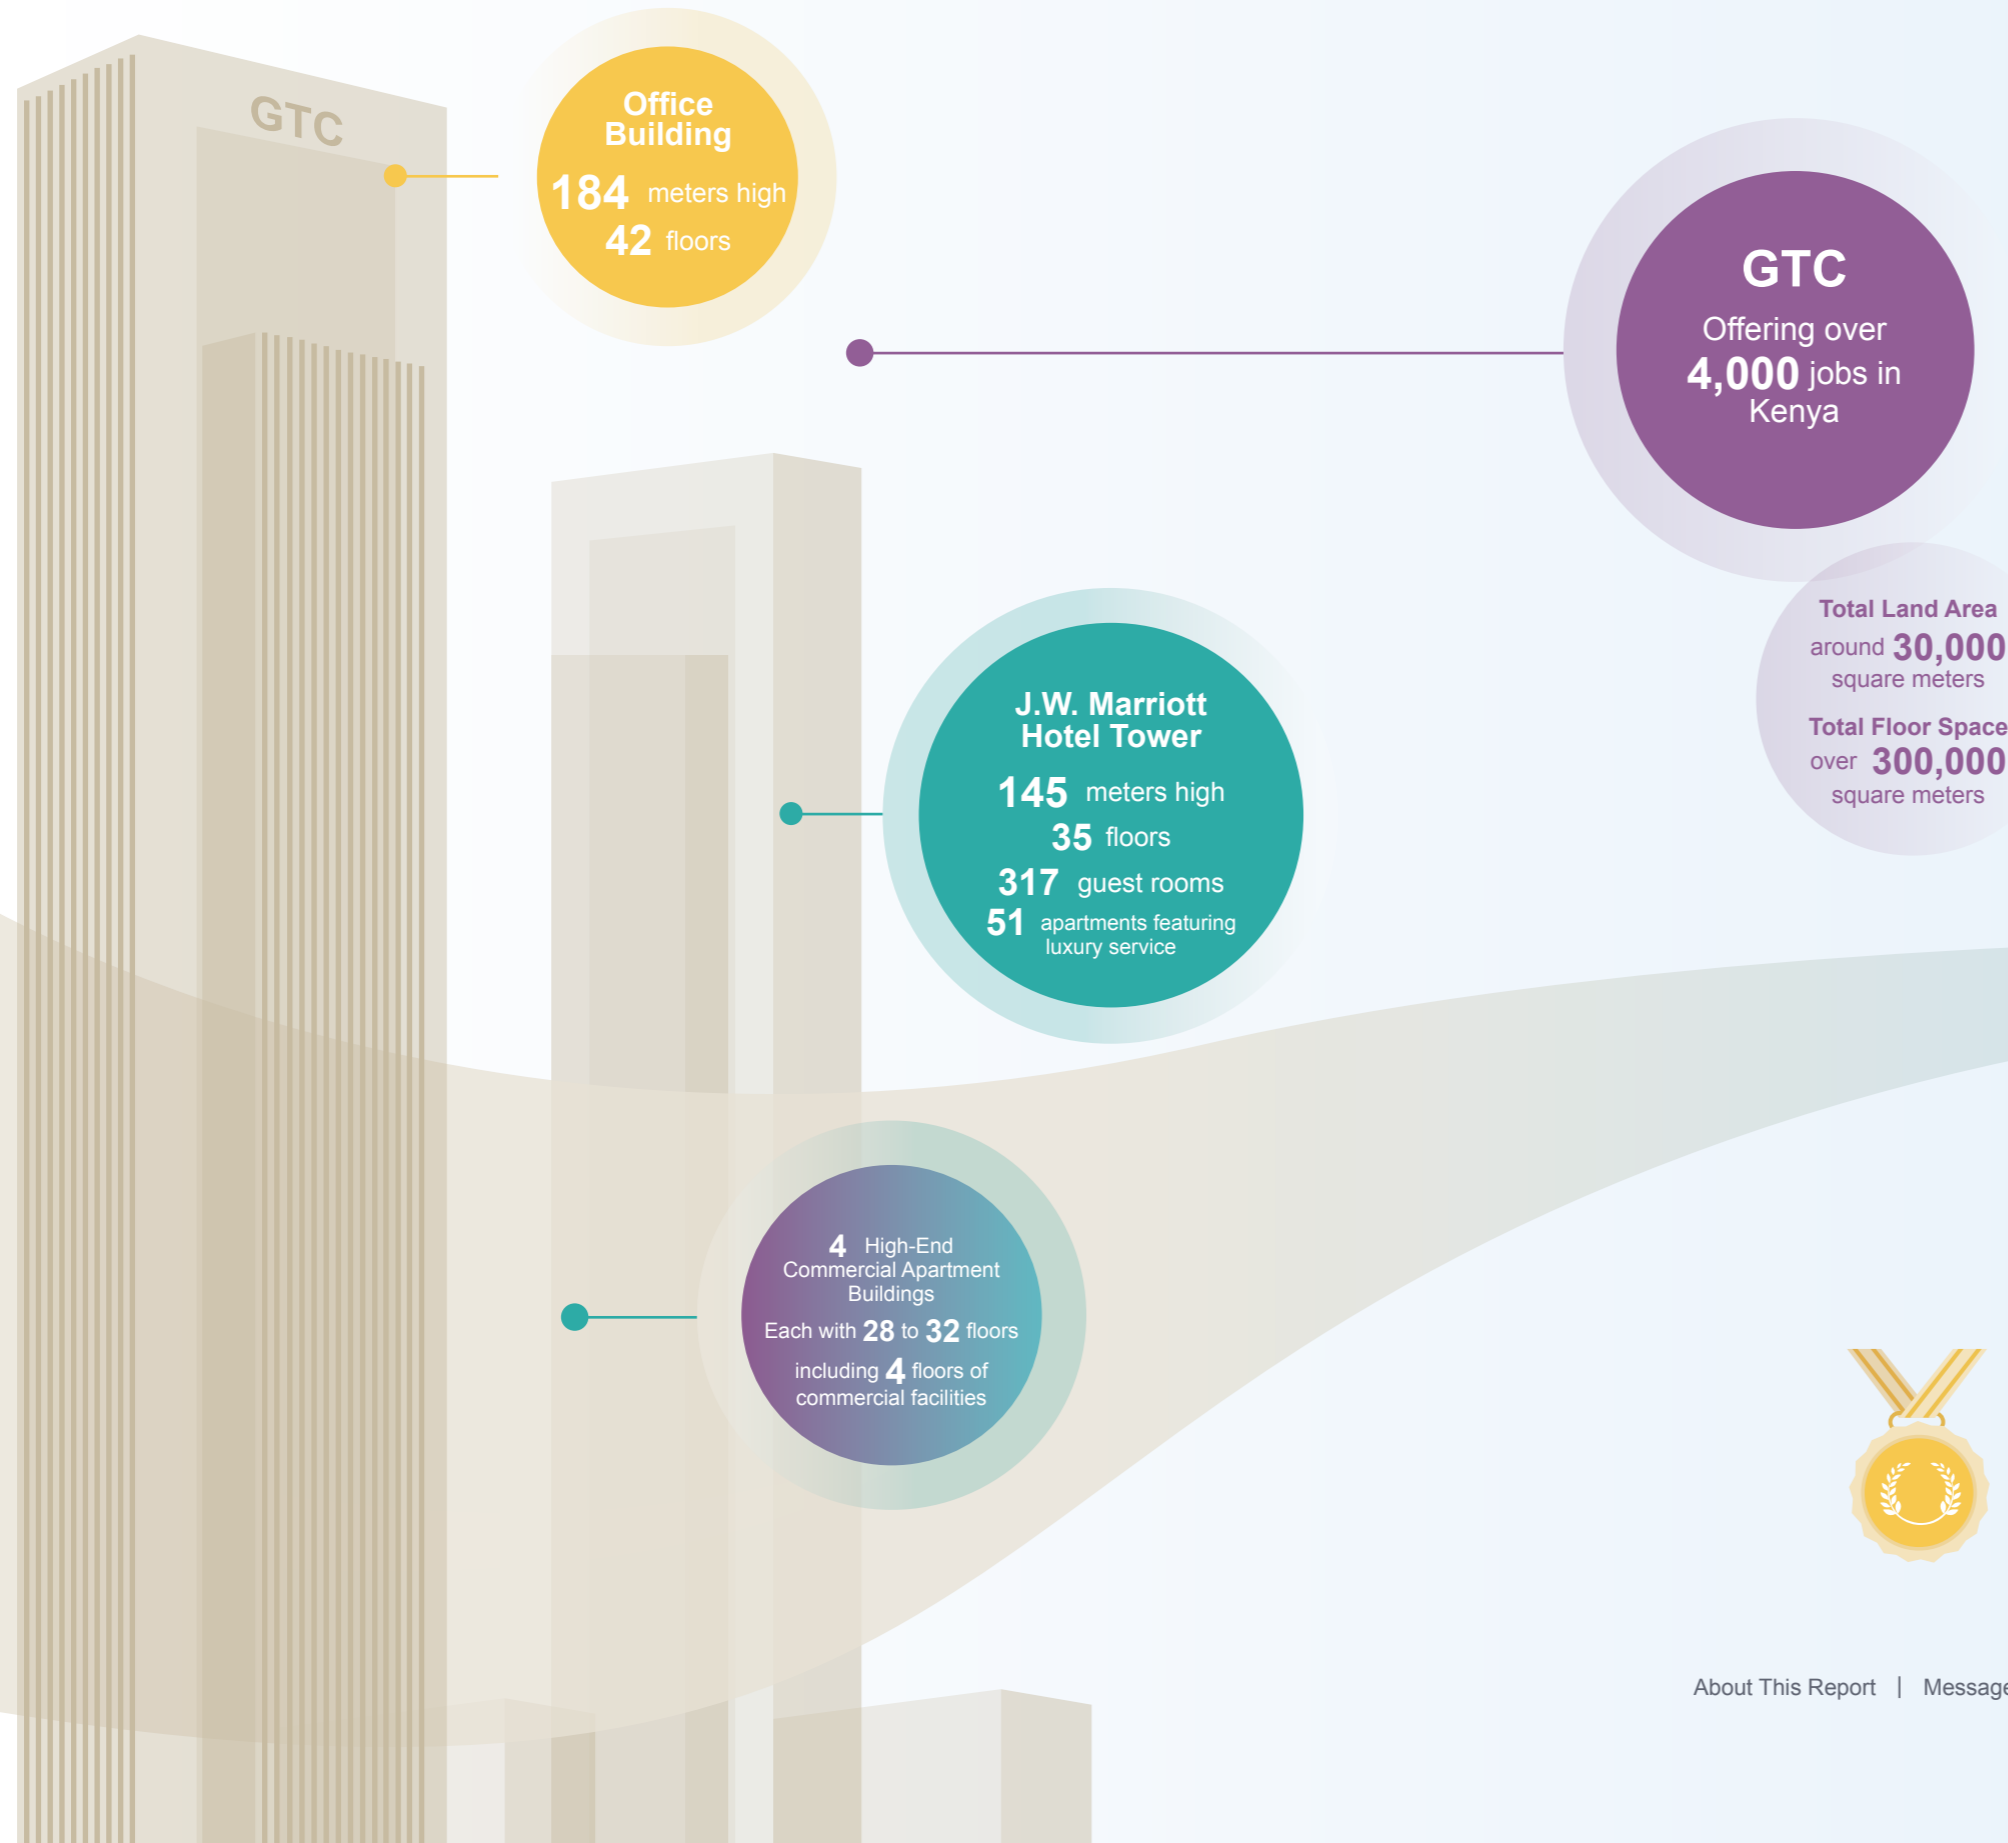 GTC
Office
Building
184 meters high
42 floors
GTC
Offering over
4,000 jobs in
Kenya
Total Land Area
around 30,000
square meters
Total Floor Space
over 300,000
square meters
J.W. Marriott
Hotel Tower
145 meters high
35 floors
317 guest rooms
51 apartments featuring
luxury service
4 High-End
Commercial Apartment
Buildings
Each with 28 to 32 floors
including 4 floors of
commercial facilities
About This Report | Message